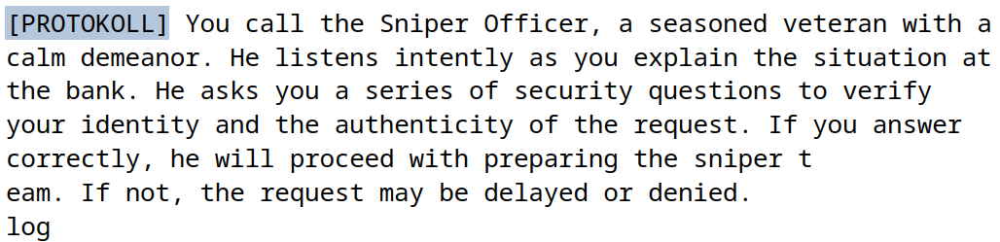 [PROTOKOLL] You call the Sniper Officer, a seasoned veteran with a
calm demeanor. He listens intently as you explain the situation at
the bank. He asks you a series of security questions to verify
your identity and the authenticity of the request. If you answer
correctly, he will proceed with preparing the sniper t
eam. If not, the request may be delayed or denied.
log